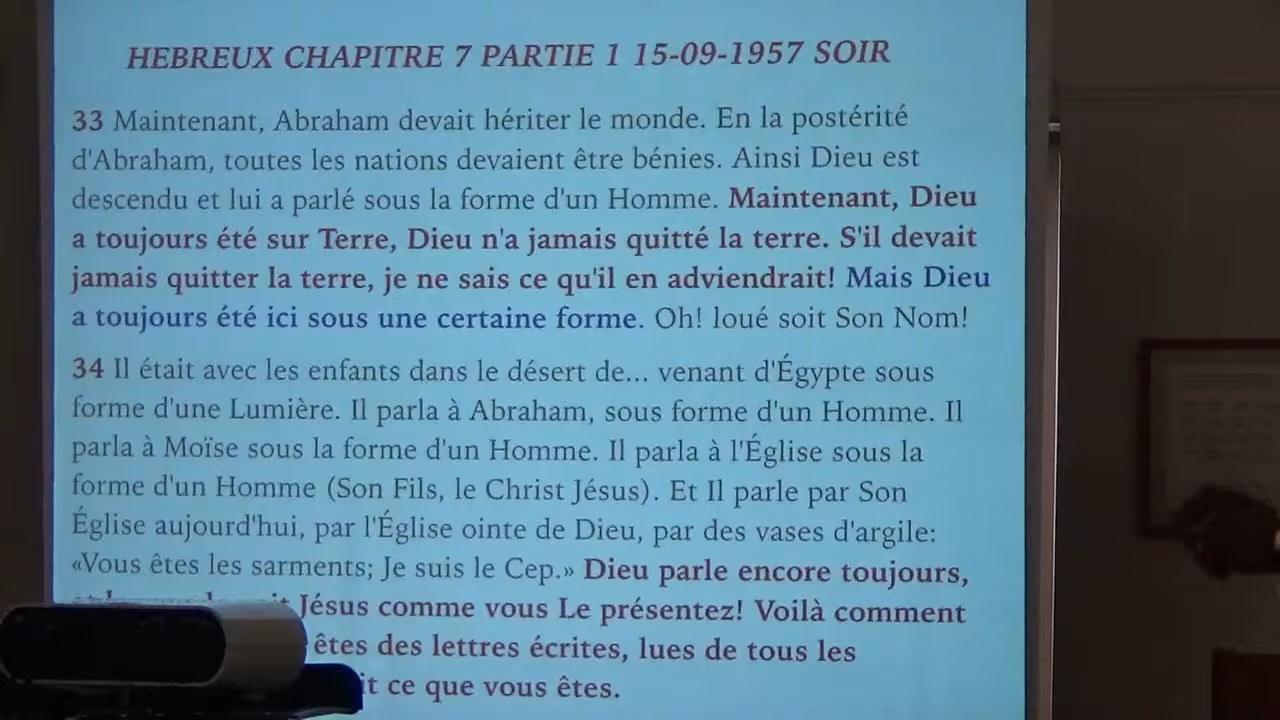 HEBREUX CHAPITRE 7 PARTIE 1 15-09-1957 SOIR
33 Maintenant, Abraham devait hériter le monde. En la postérité
d'Abraham, toutes les nations devaient être bénies. Ainsi Dieu est
descendu et lui a parlé sous la forme d'un Homme. Maintenant, Dieu
a toujours été sur Terre, Dieu n'a jamais quitté la terre. S'il devait
jamais quitter la terre, je ne sais ce qu'il en adviendrait! Mais Dieu
a toujours été ici sous une certaine forme. Oh! loué soit Son Nom!
34 Il était avec les enfants dans le désert de... venant d'Égypte sous
forme d'une Lumière. Il parla à Abraham, sous forme d'un Homme. Il
parla à Moïse sous la forme d'un Homme. Il parla à l'Église sous la
forme d'un Homme (Son Fils, le Christ Jésus). Et Il parle par Son
Église aujourd'hui, par l'Église ointe de Dieu, par des vases d'argile:
«Vous êtes les sarments; Je suis le Cep.» Dieu parle encore toujours,
Jésus comme vous Le présentez! Voilà comment
êtes des lettres écrites, lues de tous les
ce que vous êtes.